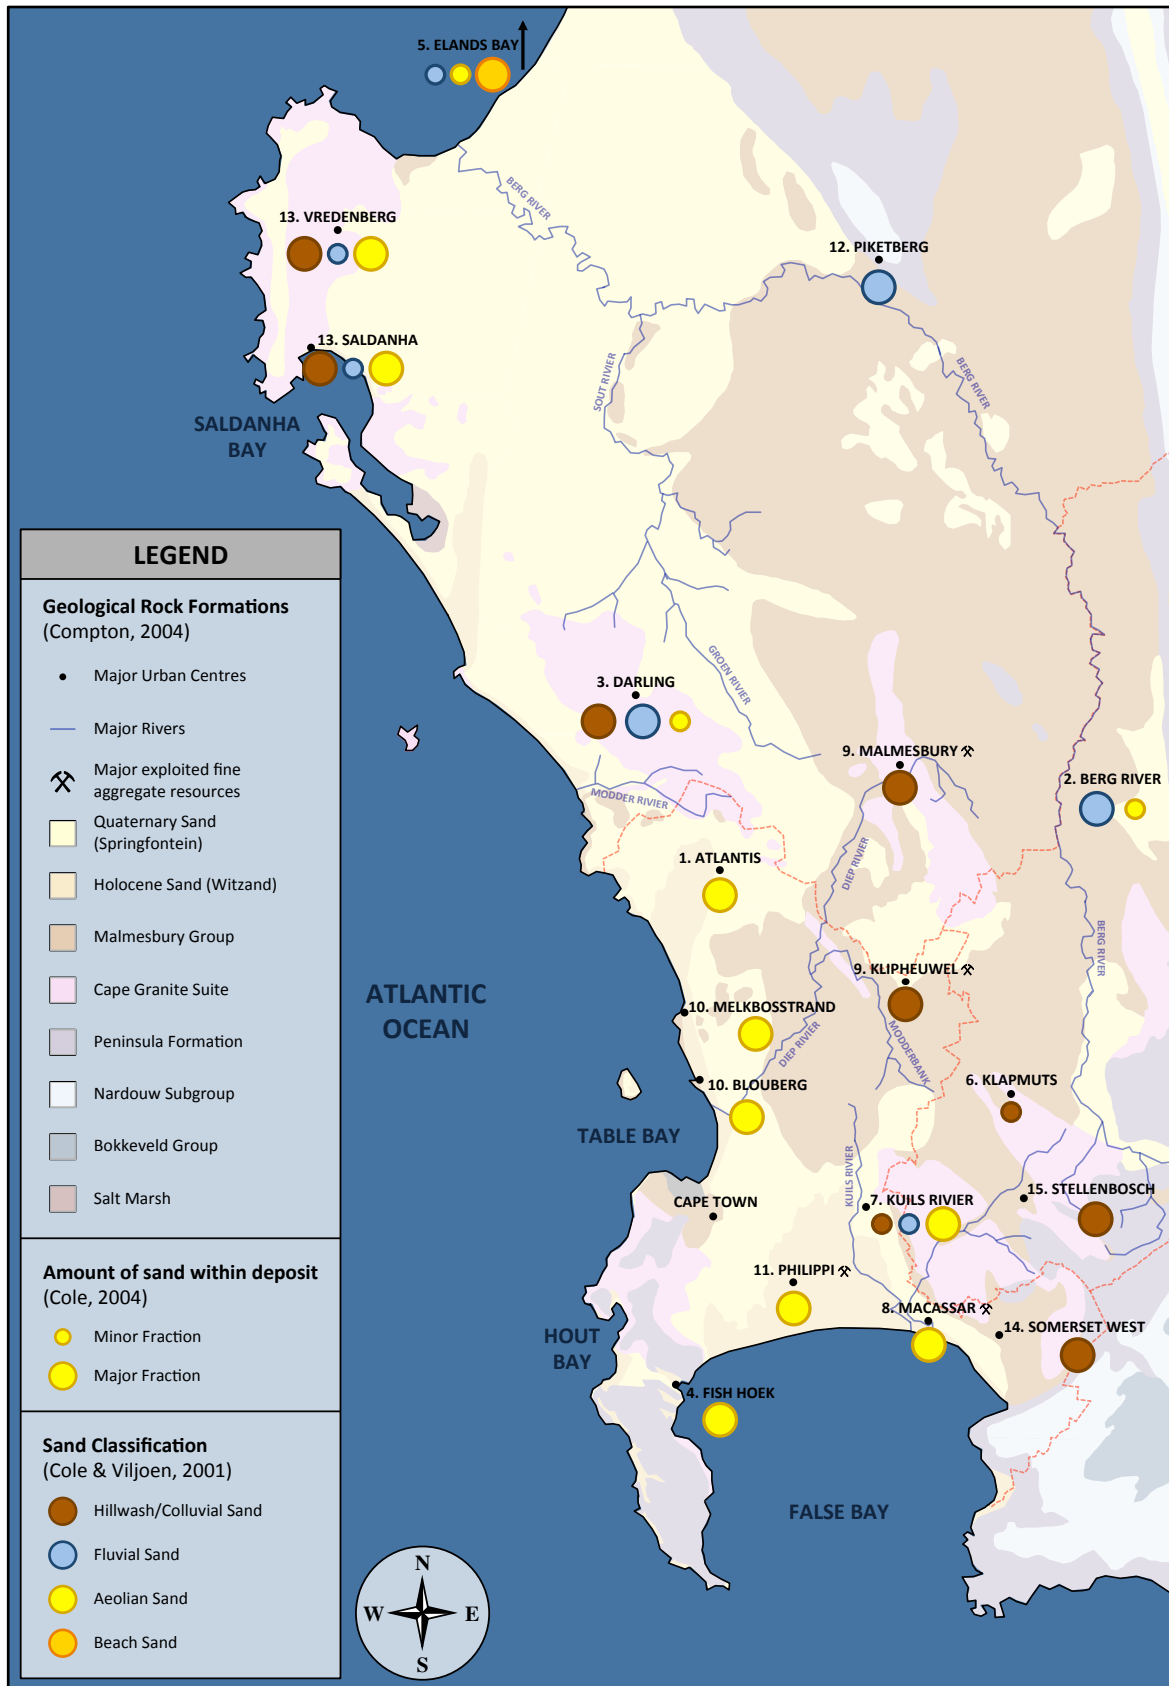 5. ELANDS BAY
BERG RIVER
13. VREDENBERG
12. PIKETBERG
13. SALDANHA
SOUT RIVIER
BERG RIVER
SALDANHA
BAY
LEGEND
Geological Rock Formations
(Compton, 2004)
Major Urban Centres
Major Rivers
Major exploited fine
aggregate resources
Quaternary Sand
(Springfontein)
Holocene Sand (Witzand)
Malmesbury Group
Cape Granite Suite
Peninsula Formation
Nardouw Subgroup
Bokkeveld Group
Salt Marsh
Amount of sand within deposit
(Cole, 2004)
Minor Fraction
Major Fraction
Sand Classification
(Cole & Viljoen, 2001)
Hillwash/Colluvial Sand
Fluvial Sand
Aeolian Sand
Beach Sand
GROEN RIVIER
3. DARLING
9. MALMESBURY
2. BERG RIVER
MODDER RIVIER
DIEP RIVIER
1. ATLANTIS
BERG RIVER
9. KLIPHEUWEL
ATLANTIC
OCEAN
10. MELKBOSSTRAND
DIEP RIVIER
MODDERBANK
10. BLOUBERG
6. KLAPMUTS
TABLE BAY
KUILS RIVIER
CAPE TOWN
7. KUILS RIVIER
15. STELLENBOSCH
11. PHILIPPI
8. MACASSAR
14. SOMERSET WEST
HOUT
BAY
4. FISH HOEK
FALSE BAY
N
W
E
S